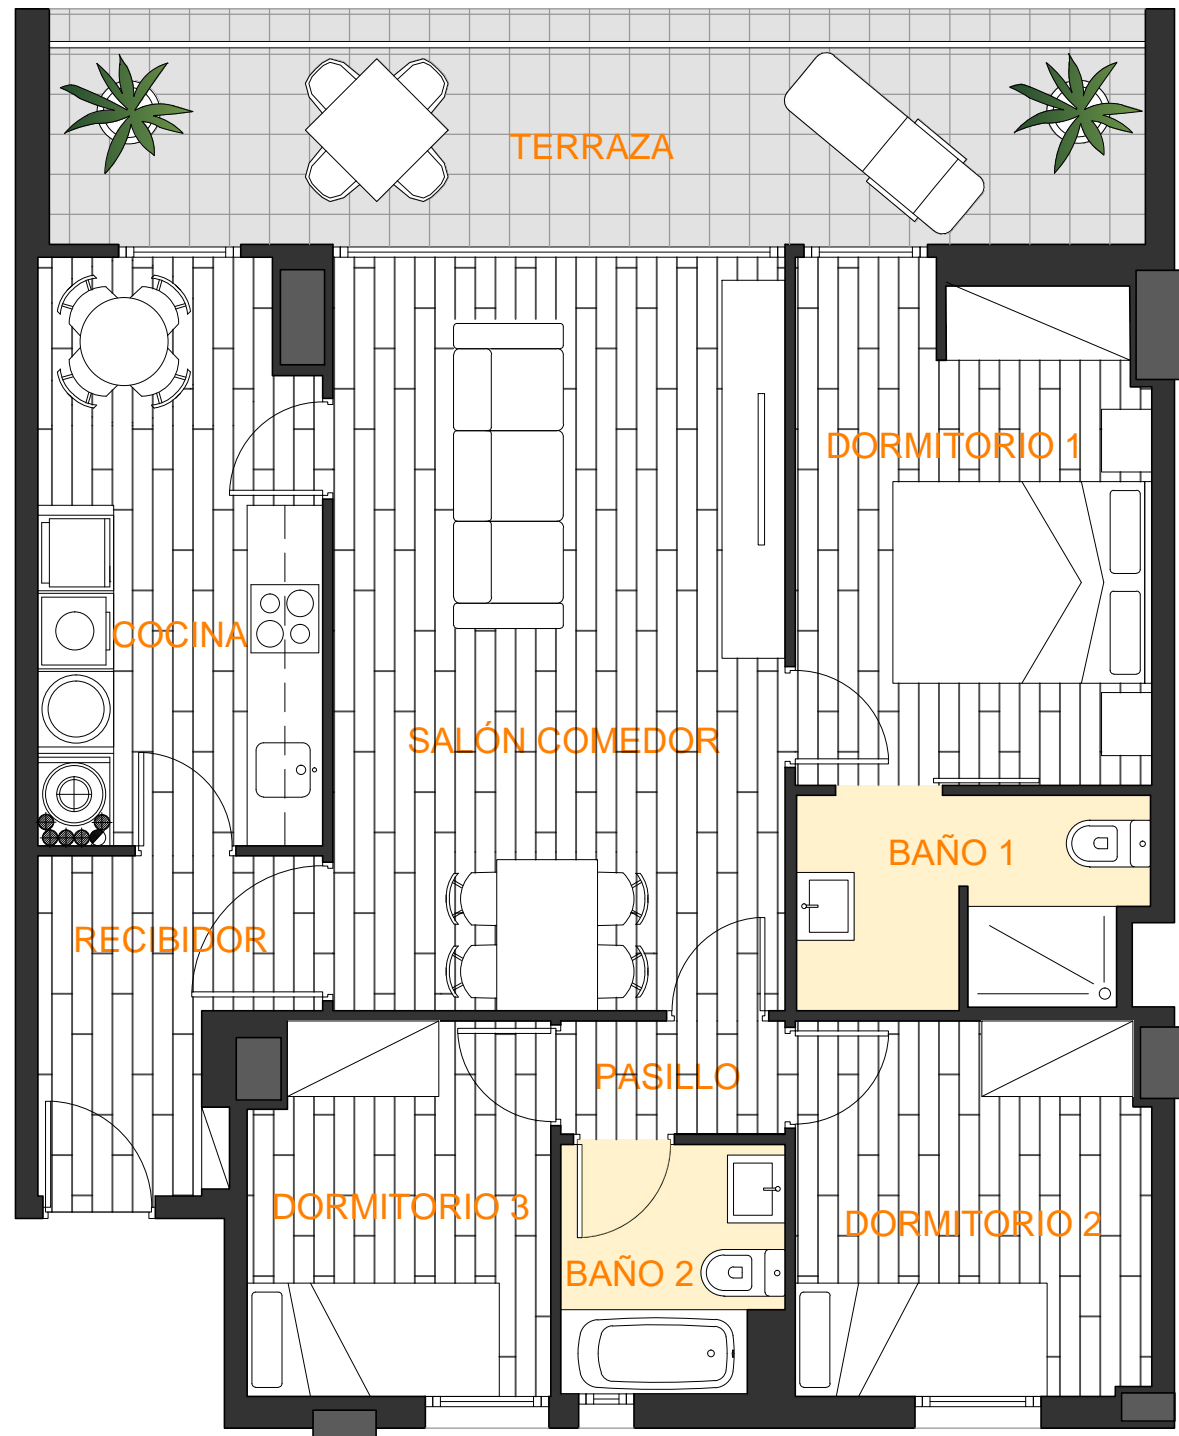 TERRAZA
DORMITORIO 1
COCINA
SALÓN COMEDOR
BAÑO 1
RECIBIDOR
PASILLO
DORMITORIO 3
DORMITORIO 2
BAÑO 2